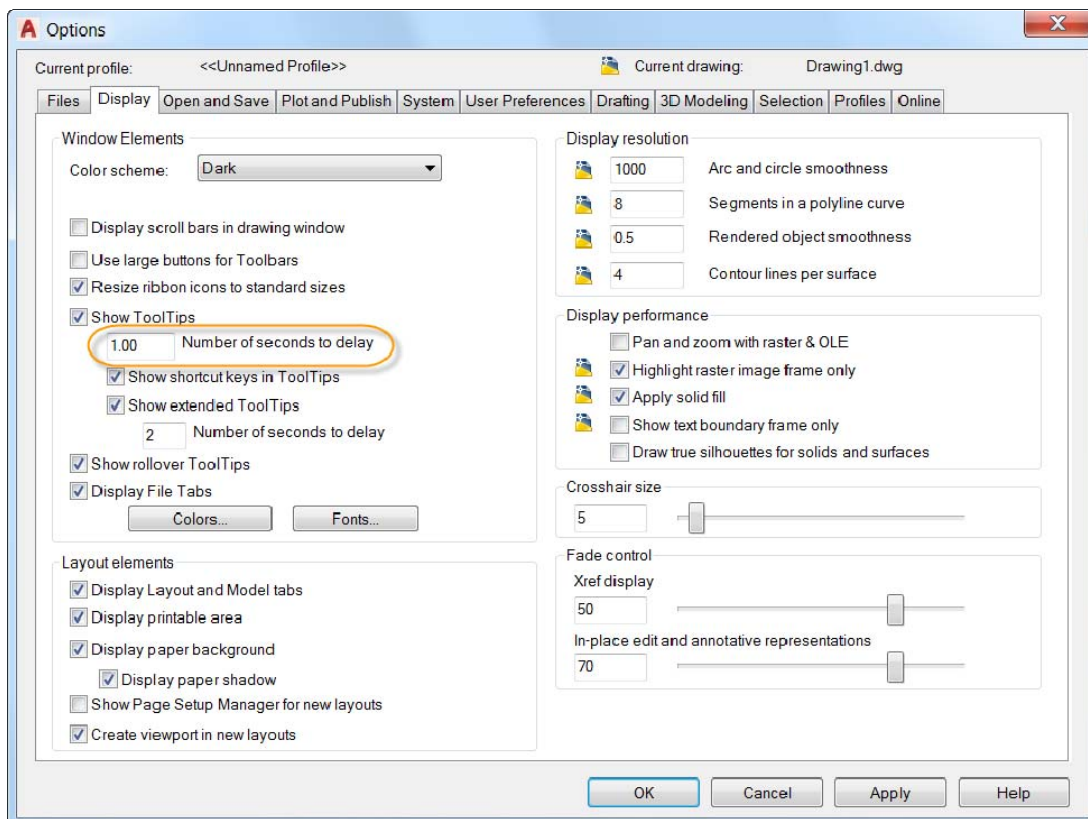 A Options
X
Current profile: <<Unnamed Profile>> Current drawing: Drawing1.dwg
Files Display Open and Save Plot and Publish System User Preferences Drafting 3D Modeling Selection Profiles Online
Window Elements
Color scheme: Dark
Display scroll bars in drawing window
Use large buttons for Toolbars
Resize ribbon icons to standard sizes
Show ToolTips
1.00 Number of seconds to delay
Show shortcut keys in ToolTips
Show extended ToolTips
2 Number of seconds to delay
Show rollover ToolTips
Display File Tabs
Colors... Fonts...
Layout elements
Display Layout and Model tabs
Display printable area
Display paper background
Display paper shadow
Show Page Setup Manager for new layouts
Create viewport in new layouts
Display resolution
1000 Arc and circle smoothness
8 Segments in a polyline curve
0.5 Rendered object smoothness
4 Contour lines per surface
Display performance
Pan and zoom with raster & OLE
Highlight raster image frame only
Apply solid fill
Show text boundary frame only
Draw true silhouettes for solids and surfaces
Crosshair size
5
Fade control
Xref display
50
In-place edit and annotative representations
70
OK Cancel Apply Help